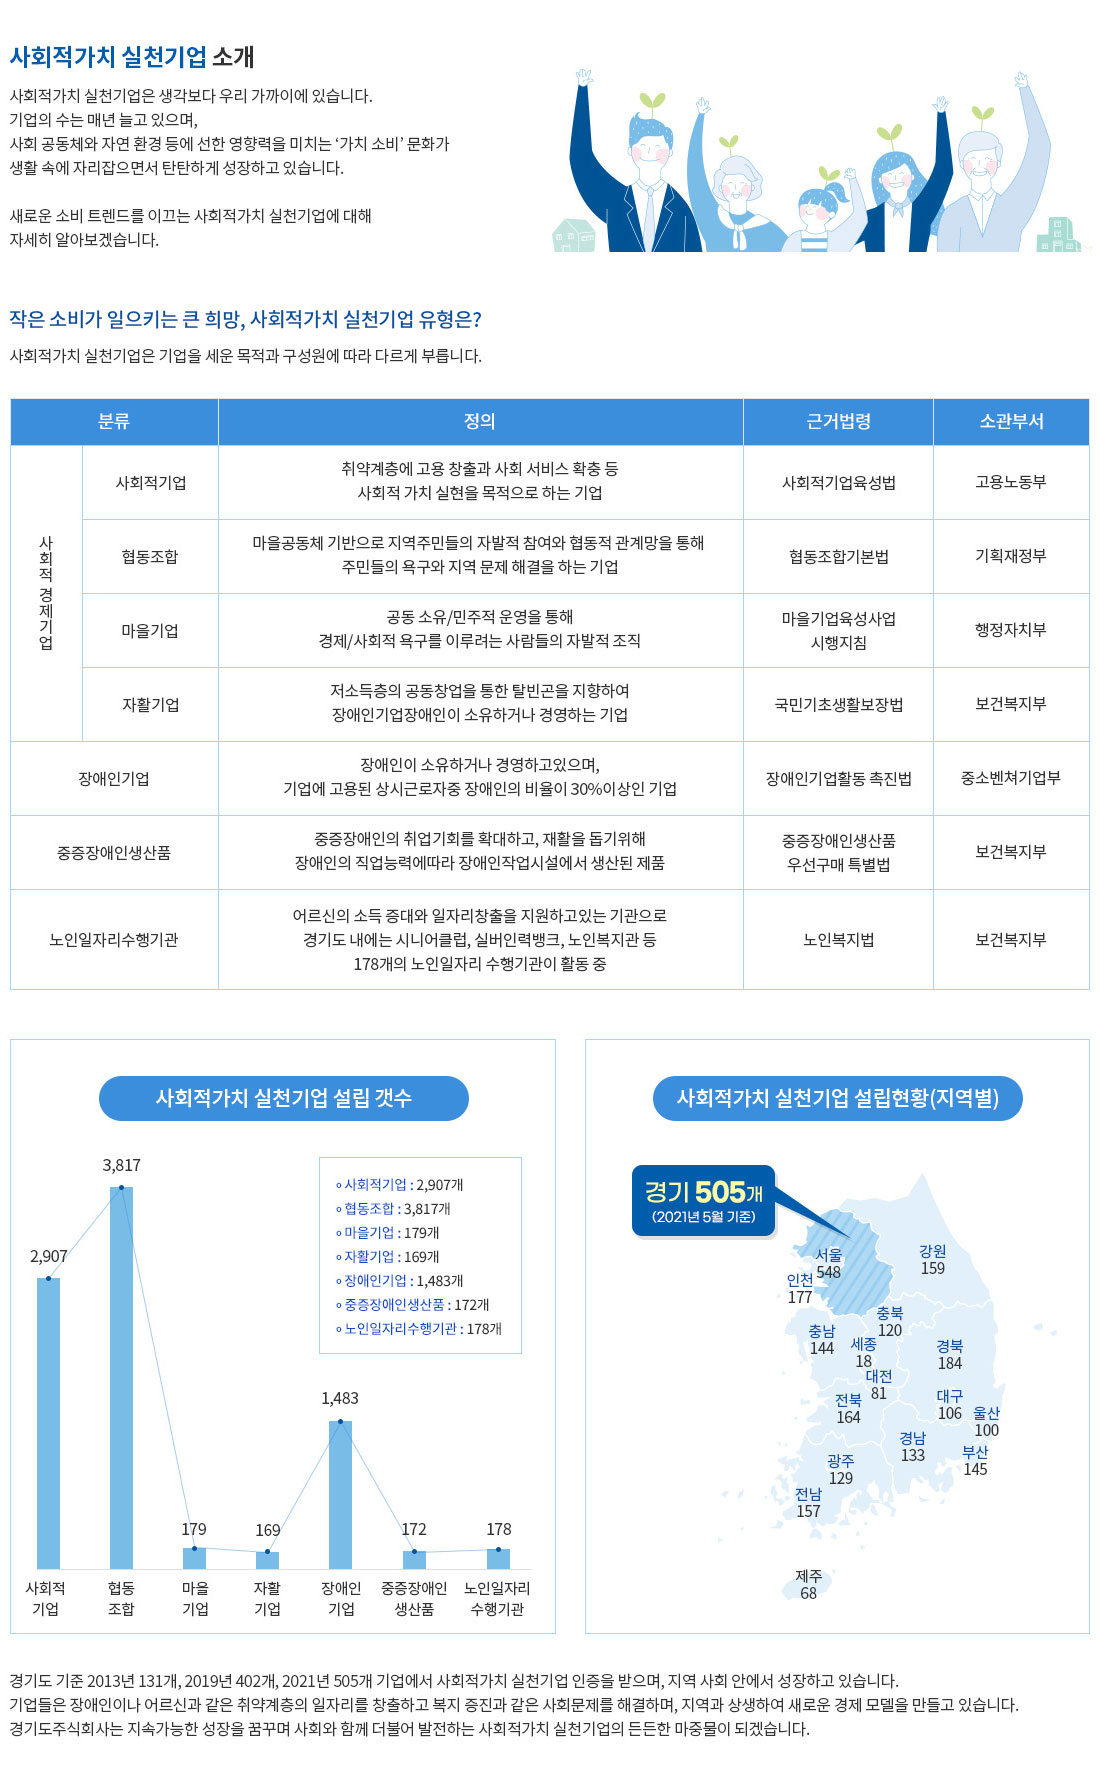 사회적가치 실천기업 소개
사회적가치 실천기업은 생각보다 우리 가까이에 있습니다.
기업의 수는 매년 늘고 있으며,
사회 공동체와 자연 환경 등에 선한 영향력을 미치는 ‘가치 소비’ 문화가
생활 속에 자리잡으면서 탄탄하게 성장하고 있습니다.
새로운 소비 트렌드를 이끄는 사회적가치 실천기업에 대해
자세히 알아보겠습니다.
작은 소비가 일으키는 큰 희망, 사회적가치 실천기업 유형은?
사회적가치 실천기업은 기업을 세운 목적과 구성원에 따라 다르게 부릅니다.
분류 정의 근거법령 소관부서
사회적 경제기업
사회적기업
취약계층에 고용 창출과 사회 서비스 확충 등
사회적 가치 실현을 목적으로 하는 기업
사회적기업육성법
고용노동부
협동조합
마을공동체 기반으로 지역주민들의 자발적 참여와 협동적 관계망을 통해
주민들의 욕구와 지역 문제 해결을 하는 기업
협동조합기본법
기획재정부
마을기업
공동 소유/민주적 운영을 통해
경제/사회적 욕구를 이루려는 사람들의 자발적 조직
마을기업육성사업
시행지침
행정자치부
자활기업
저소득층의 공동창업을 통한 탈빈곤을 지향하여
장애인기업장애인이 소유하거나 경영하는 기업
국민기초생활보장법
보건복지부
장애인기업
장애인이 소유하거나 경영하고있으며,
기업에 고용된 상시근로자중 장애인의 비율이 30%이상인 기업
장애인기업활동 촉진법
중소벤쳐기업부
중증장애인생산품
중증장애인의 취업기회를 확대하고, 재활을 돕기위해
장애인의 직업능력에따라 장애인작업시설에서 생산된 제품
중증장애인생산품
우선구매 특별법
보건복지부
노인일자리수행기관
어르신의 소득 증대와 일자리창출을 지원하고있는 기관으로
경기도 내에는 시니어클럽, 실버인력뱅크, 노인복지관 등
178개의 노인일자리 수행기관이 활동 중
노인복지법
보건복지부
사회적가치 실천기업 설립 갯수
사회적기업 : 2,907개
협동조합 : 3,817개
마을기업 : 179개
자활기업 : 169개
장애인기업 : 1,483개
중증장애인생산품 : 172개
노인일자리수행기관 : 178개
2,907
3,817
179
169
1,483
172
178
사회적
기업
협동
조합
마을
기업
자활
기업
장애인
기업
중증장애인
생산품
노인일자리
수행기관
사회적가치 실천기업 설립현황(지역별)
경기 505개
(2021년 5월 기준)
서울
548
강원
159
인천
177
충북
120
충남
144
세종
18
경북
184
대전
81
전북
164
대구
106
울산
100
경남
133
부산
145
광주
129
전남
157
제주
68
경기도 기준 2013년 131개, 2019년 402개, 2021년 505개 기업에서 사회적가치 실천기업 인증을 받으며, 지역 사회 안에서 성장하고 있습니다.
기업들은 장애인이나 어르신과 같은 취약계층의 일자리를 창출하고 복지 증진과 같은 사회문제를 해결하며, 지역과 상생하여 새로운 경제 모델을 만들고 있습니다.
경기도주식회사는 지속가능한 성장을 꿈꾸며 사회와 함께 더불어 발전하는 사회적가치 실천기업의 든든한 마중물이 되겠습니다.